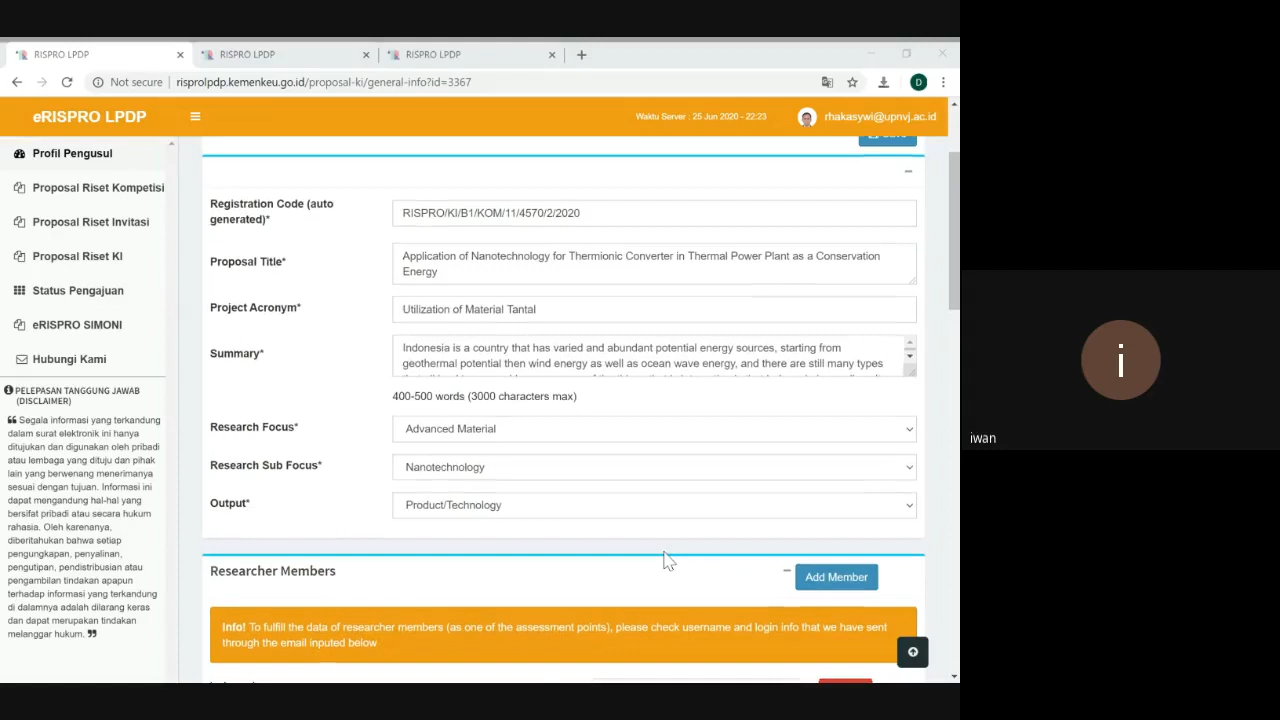 RISPRO LPDP
RISPRO LPDP
RISPRO LPDP
Not secure
risprolpdp.kemenkeu.go.id/proposal-ki/general-info?id=3367
D
eRISPRO LPDP
Waktu Server : 25 Jun 2020 - 22:23
rhakasywi@upnvj.ac.id
Profil Pengusul
Proposal Riset Kompetisi
Proposal Riset Invitasi
Proposal Riset KI
Status Pengajuan
eRISPRO SIMONI
Hubungi Kami
PELEPASAN TANGGUNG JAWAB
(DISCLAIMER)
Segala informasi yang terkandung
dalam surat elektronik ini hanya
ditujukan dan digunakan oleh pribadi
atau lembaga yang dituju dan pihak
lain yang berwenang menerimanya
sesuai dengan tujuan. Informasi ini
dapat mengandung hal-hal yang
bersifat pribadi atau secara hukum
rahasia. Oleh karenanya,
diberitahukan bahwa setiap
pengungkapan, penyalinan,
pengutipan, pendistribusian atau
pengambilan tindakan apapun
terhadap informasi yang terkandung
di dalamnya adalah dilarang keras
dan dapat merupakan tindakan
melanggar hukum.
Registration Code (auto
generated)*
RISPRO/KI/B1/KOM/11/4570/2/2020
Proposal Title*
Application of Nanotechnology for Thermionic Converter in Thermal Power Plant as a Conservation
Energy
Project Acronym*
Utilization of Material Tantal
Summary*
Indonesia is a country that has varied and abundant potential energy sources, starting from
geothermal potential then wind energy as well as ocean wave energy, and there are still many types
400-500 words (3000 characters max)
Research Focus*
Advanced Material
Research Sub Focus*
Nanotechnology
Output*
Product/Technology
Researcher Members
Add Member
Info! To fulfill the data of researcher members (as one of the assessment points), please check username and login info that we have sent
through the email inputed below
i
iwan